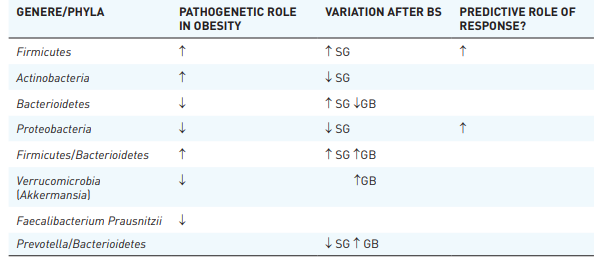 GENERE/PHYLA PATHOGENETIC ROLE IN OBESITY VARIATION AFTER BS PREDICTIVE ROLE OF RESPONSE?
Firmicutes ↑ ↑ SG ↑
Actinobacteria ↑ ↓ SG
Bacterioidetes ↓ ↑ SG ↓GB
Proteobacteria ↓ ↓ SG ↑
Firmicutes/Bacterioidetes ↑ ↑ SG ↑GB
Verrucomicrobia ↓ ↑GB
(Akkermansia)
Faecalibacterium Prausnitzii ↓
Prevotella/Bacterioidetes ↓ SG ↑ GB